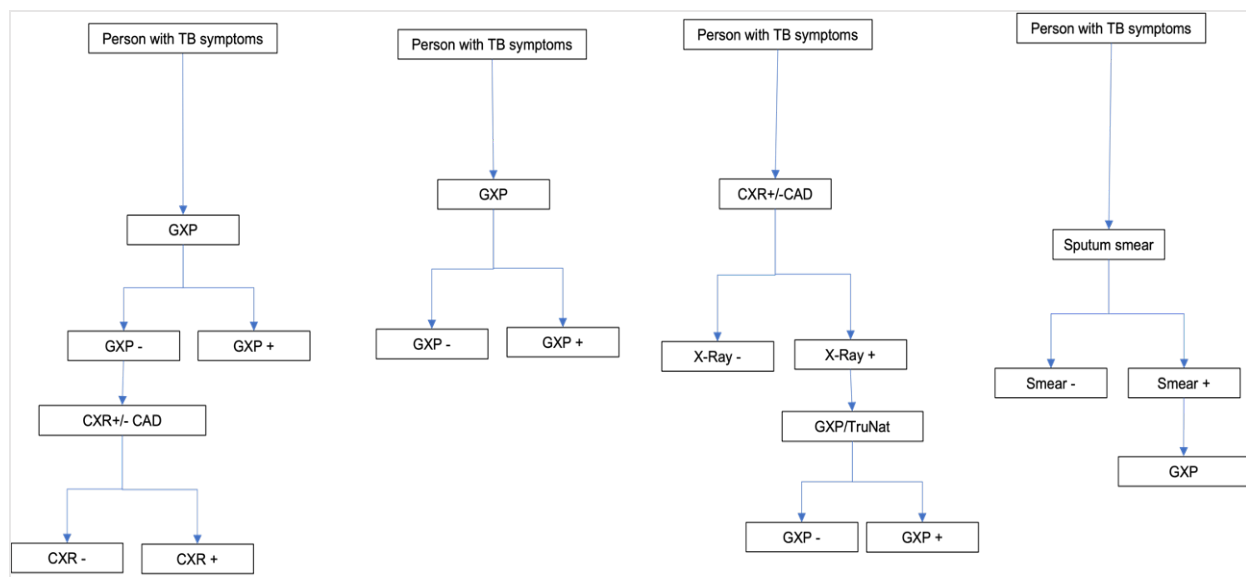 Person with TB symptoms
GXP
GXP -
GXP +
CXR+/- CAD
CXR -
CXR +
Person with TB symptoms
GXP
GXP -
GXP +
Person with TB symptoms
CXR+/-CAD
X-Ray -
X-Ray +
GXP/TruNat
GXP -
GXP +
Person with TB symptoms
Sputum smear
Smear -
Smear +
GXP